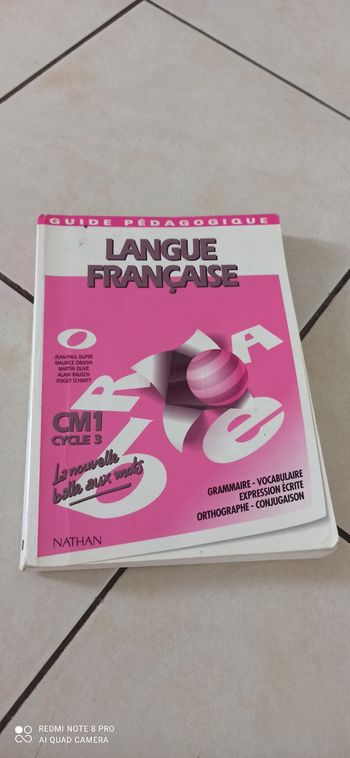 GUIDE PÉDAGOGIQUE
LANGUE
FRANÇAISE
JEAN-PAUL DUPRÉ
MAURICE OBADIA
MARTIN OLIVE
ALAIN RAUSCH
ROGER SCHMITT
CM1
CYCLE 3
La nouvelle
balle aux mots
GRAMMAIRE - VOCABULAIRE
EXPRESSION ÉCRITE
ORTHOGRAPHE - CONJUGAISON
NATHAN
REDMI NOTE 8 PRO
AI QUAD CAMERA